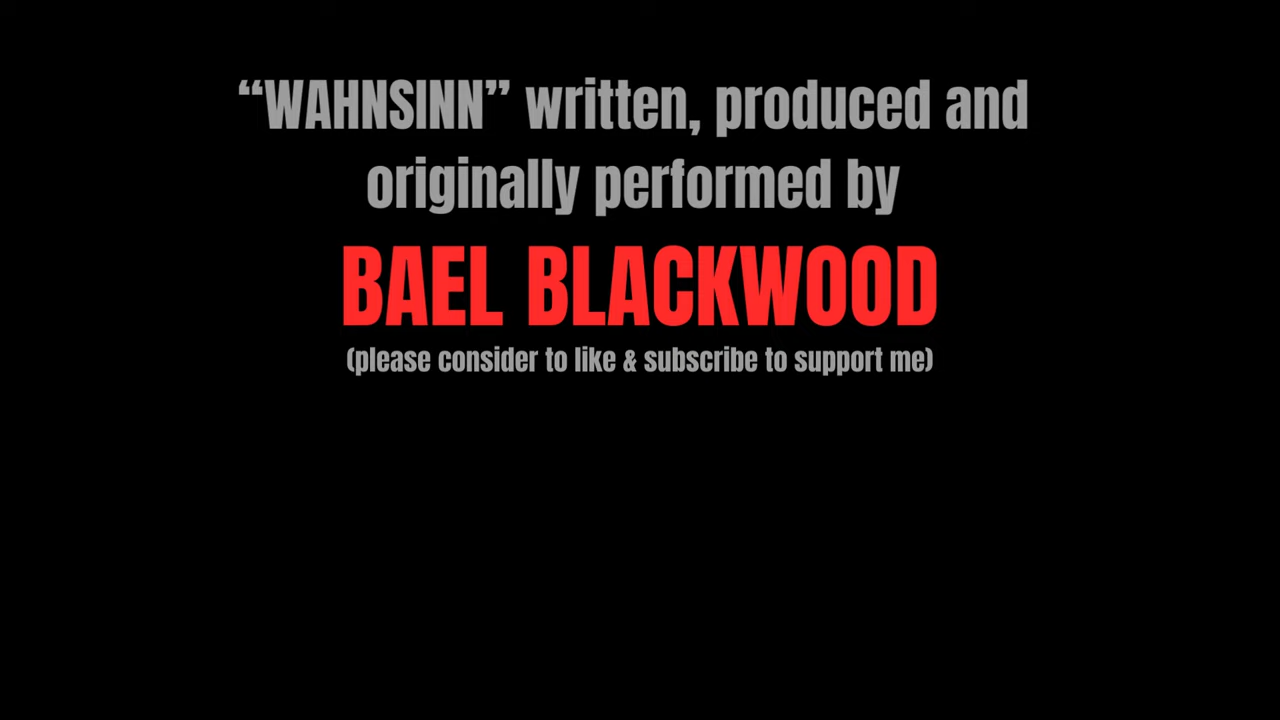 “WAHNSINN” written, produced and
originally performed by
BAEL BLACKWOOD
(please consider to like & subscribe to support me)